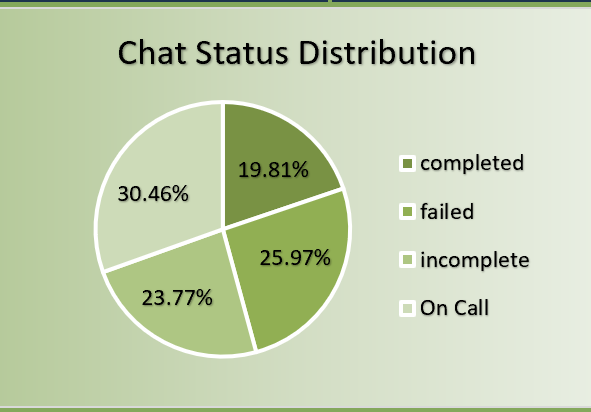 Chat Status Distribution
19.81%
25.97%
23.77%
30.46%
completed
failed
incomplete
On Call